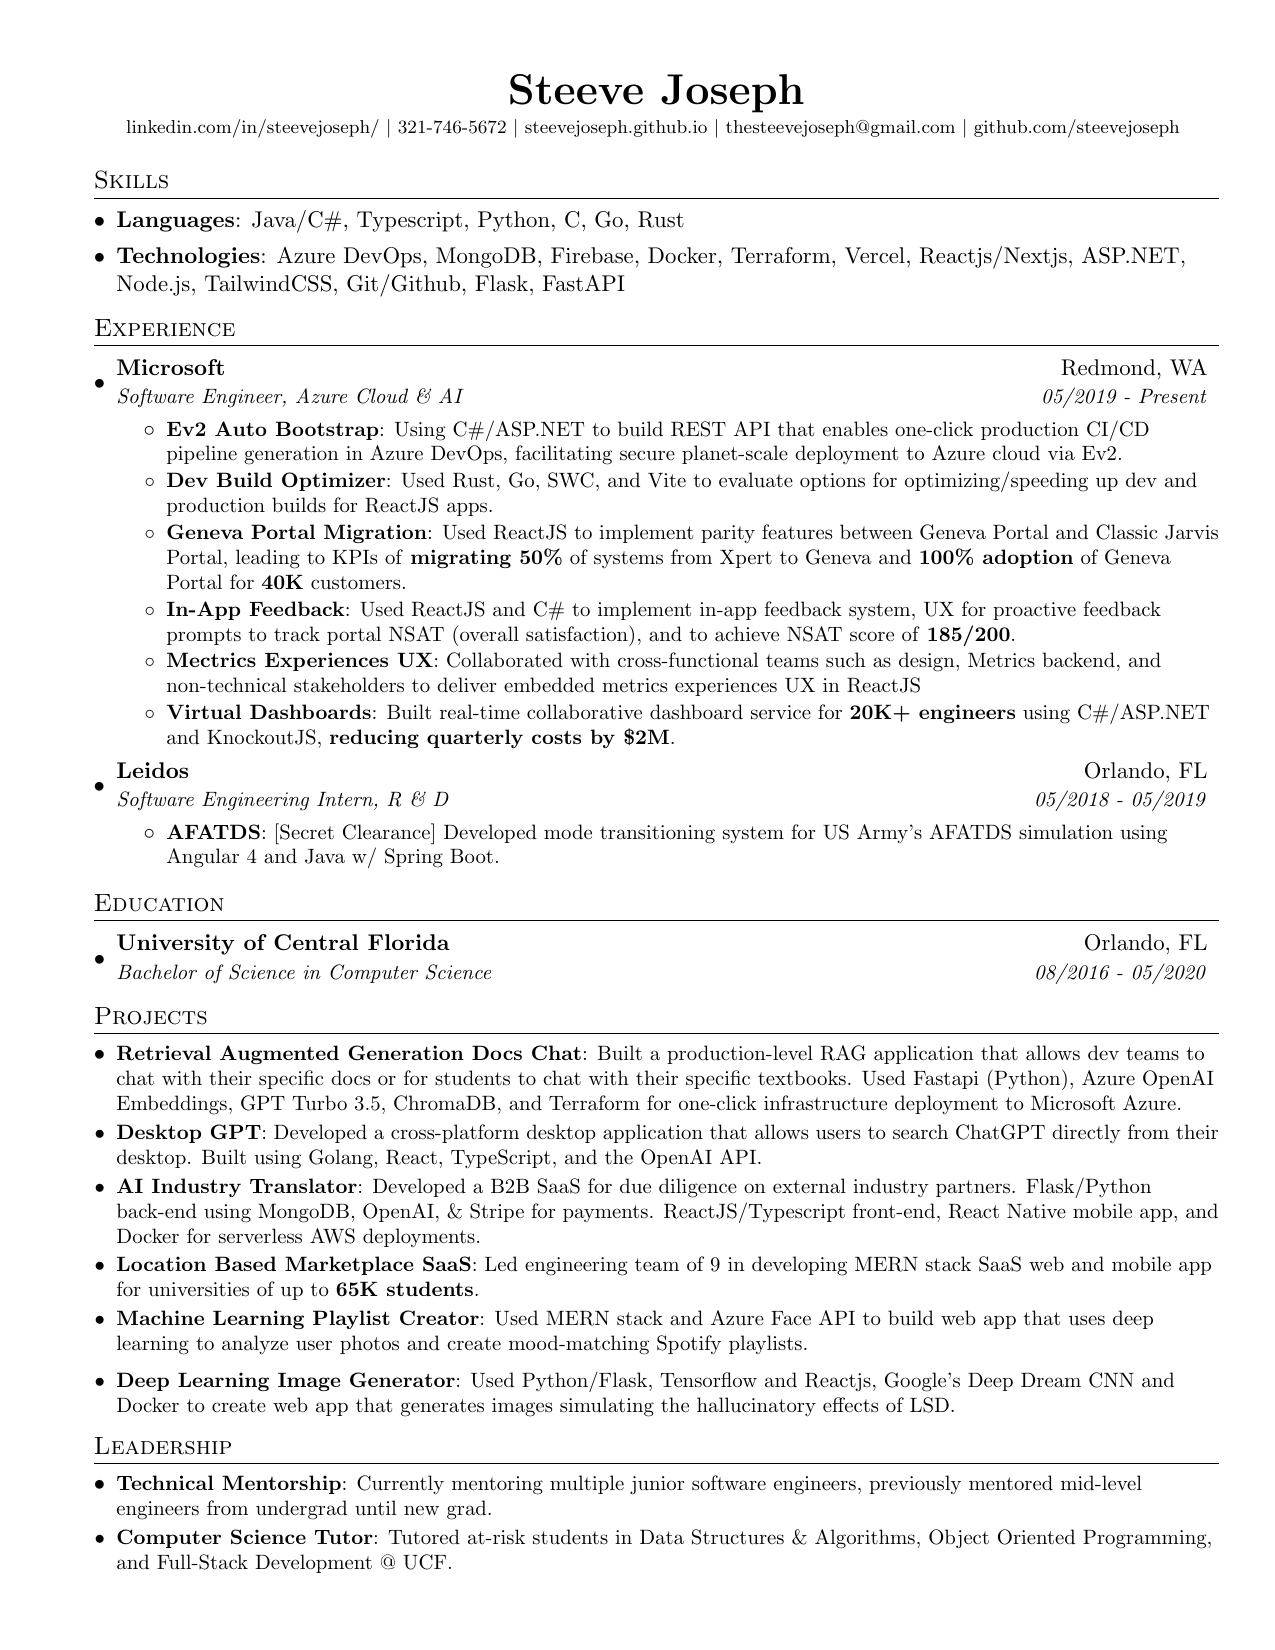 Steeve Joseph
linkedin.com/in/steevejoseph/ | 321-746-5672 | steevejoseph.github.io | thesteevejoseph@gmail.com | github.com/steevejoseph
Skills
• Languages: Java/C#, Typescript, Python, C, Go, Rust
• Technologies: Azure DevOps, MongoDB, Firebase, Docker, Terraform, Vercel, Reactjs/Nextjs, ASP.NET,
Node.js, TailwindCSS, Git/Github, Flask, FastAPI
Experience
• Microsoft Redmond, WA
Software Engineer, Azure Cloud & AI 05/2019 - Present
◦ Ev2 Auto Bootstrap: Using C#/ASP.NET to build REST API that enables one-click production CI/CD
pipeline generation in Azure DevOps, facilitating secure planet-scale deployment to Azure cloud via Ev2.
◦ Dev Build Optimizer: Used Rust, Go, SWC, and Vite to evaluate options for optimizing/speeding up dev and
production builds for ReactJS apps.
◦ Geneva Portal Migration: Used ReactJS to implement parity features between Geneva Portal and Classic Jarvis
Portal, leading to KPIs of migrating 50% of systems from Xpert to Geneva and 100% adoption of Geneva
Portal for 40K customers.
◦ In-App Feedback: Used ReactJS and C# to implement in-app feedback system, UX for proactive feedback
prompts to track portal NSAT (overall satisfaction), and to achieve NSAT score of 185/200.
◦ Mectrics Experiences UX: Collaborated with cross-functional teams such as design, Metrics backend, and
non-technical stakeholders to deliver embedded metrics experiences UX in ReactJS
◦ Virtual Dashboards: Built real-time collaborative dashboard service for 20K+ engineers using C#/ASP.NET
and KnockoutJS, reducing quarterly costs by $2M.
• Leidos Orlando, FL
Software Engineering Intern, R & D 05/2018 - 05/2019
◦ AFATDS: [Secret Clearance] Developed mode transitioning system for US Army's AFATDS simulation using
Angular 4 and Java w/ Spring Boot.
Education
• University of Central Florida Orlando, FL
Bachelor of Science in Computer Science 08/2016 - 05/2020
Projects
• Retrieval Augmented Generation Docs Chat: Built a production-level RAG application that allows dev teams to
chat with their specific docs or for students to chat with their specific textbooks. Used Fastapi (Python), Azure OpenAI
Embeddings, GPT Turbo 3.5, ChromaDB, and Terraform for one-click infrastructure deployment to Microsoft Azure.
• Desktop GPT: Developed a cross-platform desktop application that allows users to search ChatGPT directly from their
desktop. Built using Golang, React, TypeScript, and the OpenAI API.
• AI Industry Translator: Developed a B2B SaaS for due diligence on external industry partners. Flask/Python
back-end using MongoDB, OpenAI, & Stripe for payments. ReactJS/Typescript front-end, React Native mobile app, and
Docker for serverless AWS deployments.
• Location Based Marketplace SaaS: Led engineering team of 9 in developing MERN stack SaaS web and mobile app
for universities of up to 65K students.
• Machine Learning Playlist Creator: Used MERN stack and Azure Face API to build web app that uses deep
learning to analyze user photos and create mood-matching Spotify playlists.
• Deep Learning Image Generator: Used Python/Flask, Tensorflow and Reactjs, Google's Deep Dream CNN and
Docker to create web app that generates images simulating the hallucinatory effects of LSD.
Leadership
• Technical Mentorship: Currently mentoring multiple junior software engineers, previously mentored mid-level
engineers from undergrad until new grad.
• Computer Science Tutor: Tutored at-risk students in Data Structures & Algorithms, Object Oriented Programming,
and Full-Stack Development @ UCF.